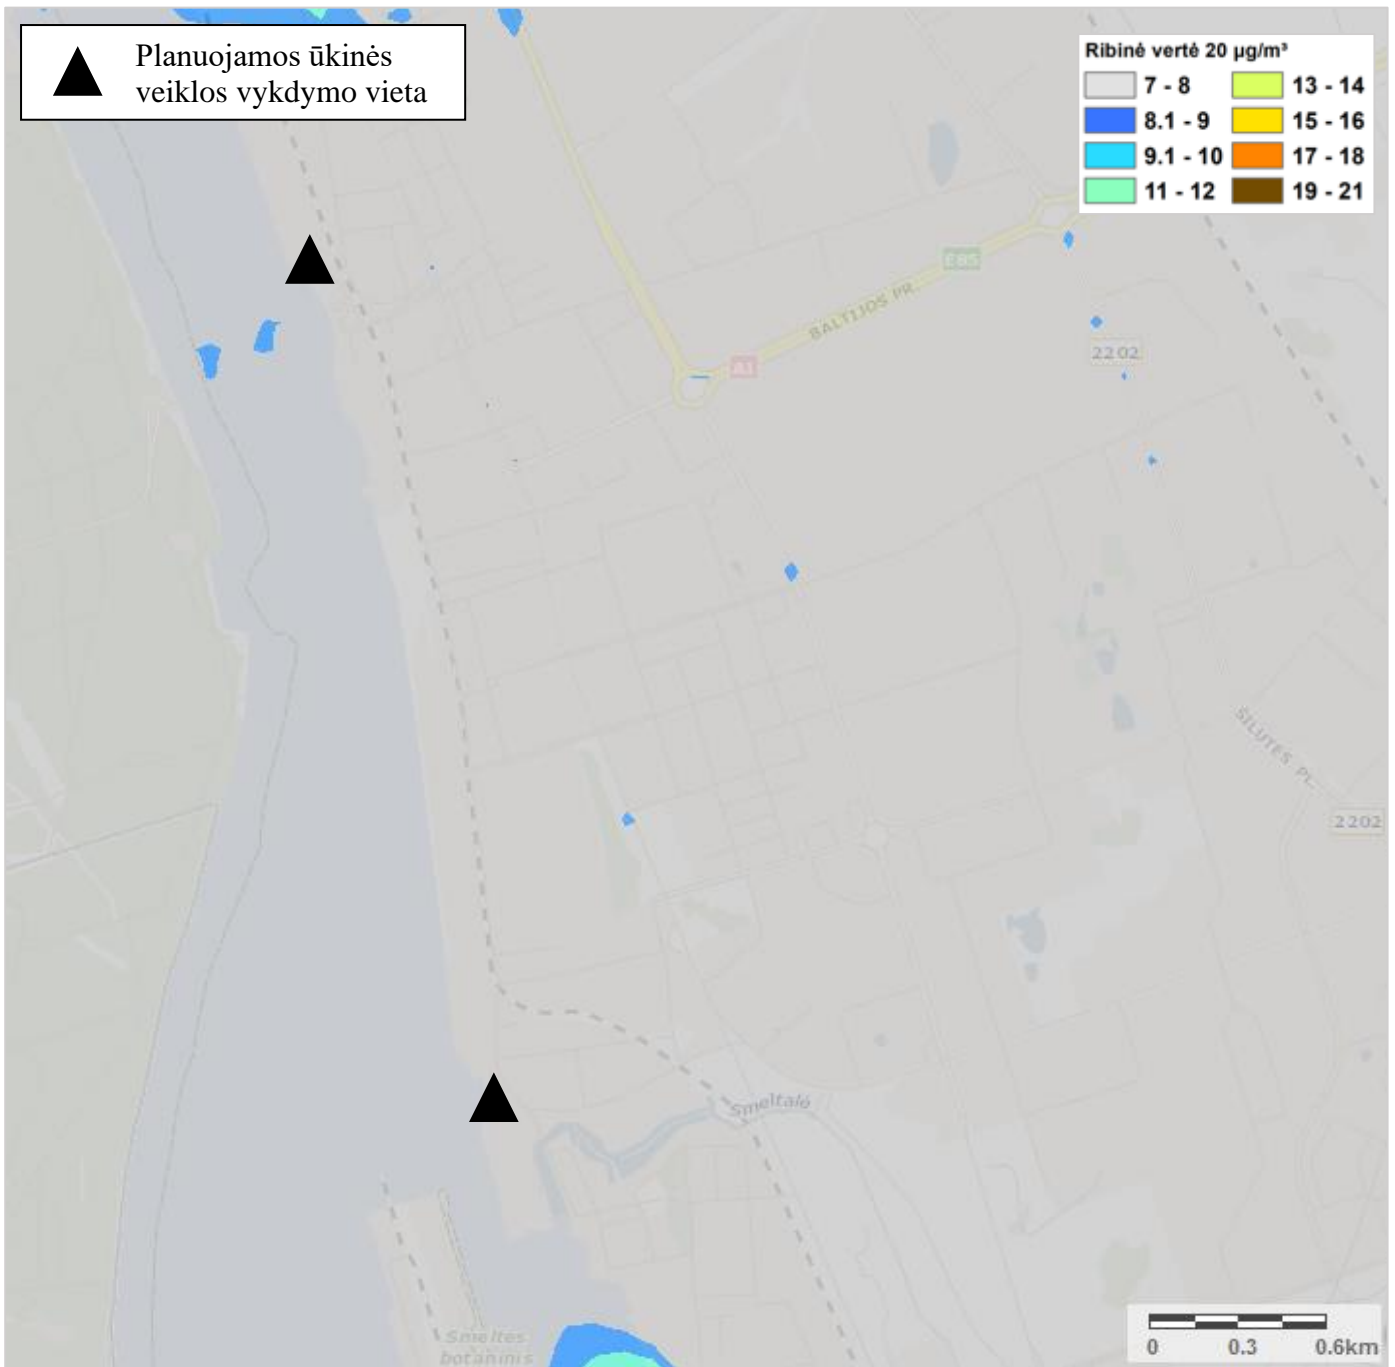 Planuojamos ūkinės
veiklos vykdymo vieta
Ribinė vertė 20 µg/m³
7 - 8
13 - 14
8.1 - 9
15 - 16
9.1 - 10
17 - 18
11 - 12
19 - 21
E85
BALTIJOS PR.
A1
2202
ŠILUTĖS PL.
2202
Smeltalė
Smeltės
botaninis
0 0.3 0.6km